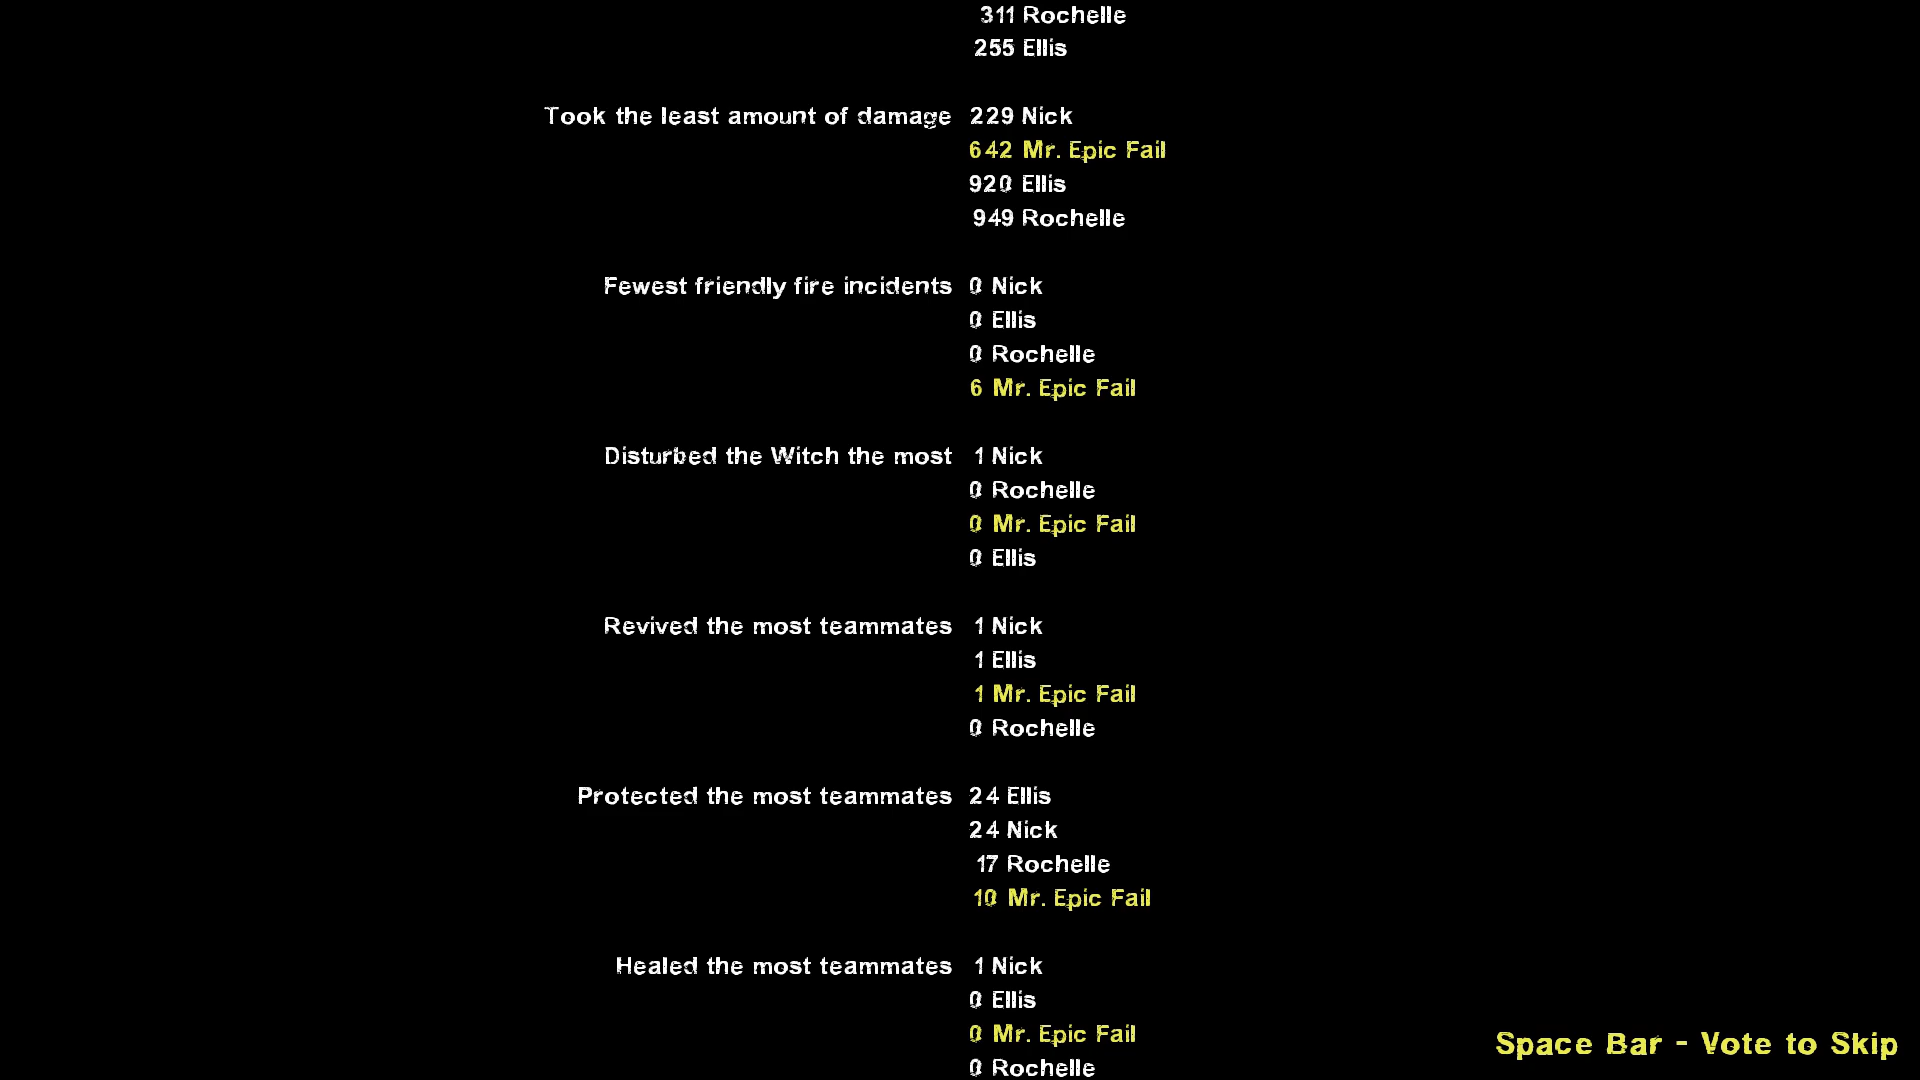 311 Rochelle
255 Ellis
Took the least amount of damage 229 Nick
642 Mr. Epic Fail
920 Ellis
949 Rochelle
Fewest friendly fire incidents 0 Nick
0 Ellis
0 Rochelle
6 Mr. Epic Fail
Disturbed the Witch the most 1 Nick
0 Rochelle
0 Mr. Epic Fail
0 Ellis
Revived the most teammates 1 Nick
1 Ellis
1 Mr. Epic Fail
0 Rochelle
Protected the most teammates 24 Ellis
24 Nick
17 Rochelle
10 Mr. Epic Fail
Healed the most teammates 1 Nick
0 Ellis
0 Mr. Epic Fail
0 Rochelle
Space Bar - Vote to Skip